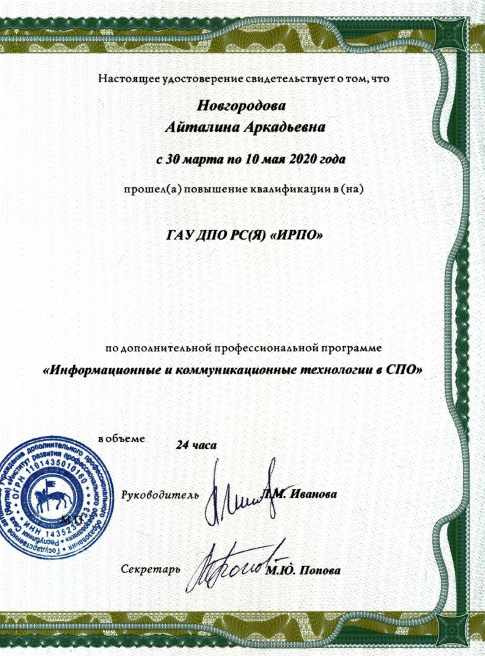 Настоящее удостоверение свидетельствует о том, что
Новгородова
Айталина Аркадьевна
с 30 марта по 10 мая 2020 года
прошел(а) повышение квалификации в (на)
ГАУ ДПО РС(Я) «ИРПО»
по дополнительной профессиональной программе
«Информационные и коммуникационные технологии в СПО»
в объеме
24 часа
Руководитель
Л.М. Иванова
М.П.
Секретарь
М.Ю. Попова